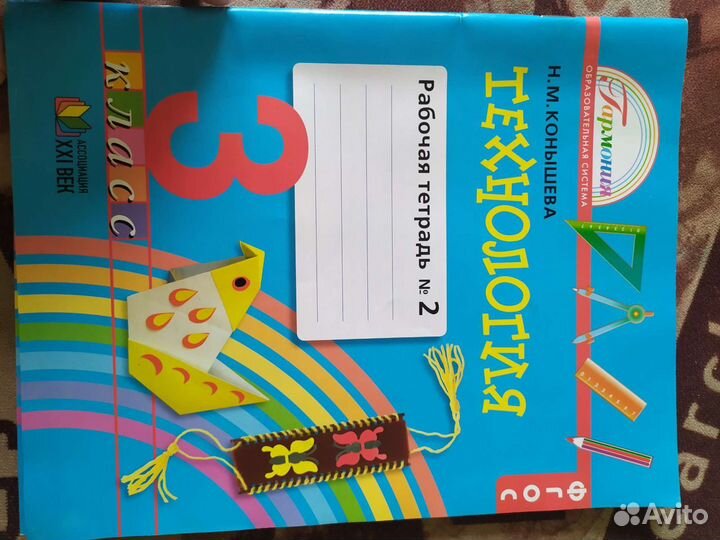 Гармония
ОБРАЗОВАТЕЛЬНАЯ СИСТЕМА
Н. М. КОНЫШЕВА
ТЕХНОЛОГИЯ
ФГОС
Рабочая тетрадь № 2
3
класс
АССОЦИАЦИЯ
XXI ВЕК
Avito